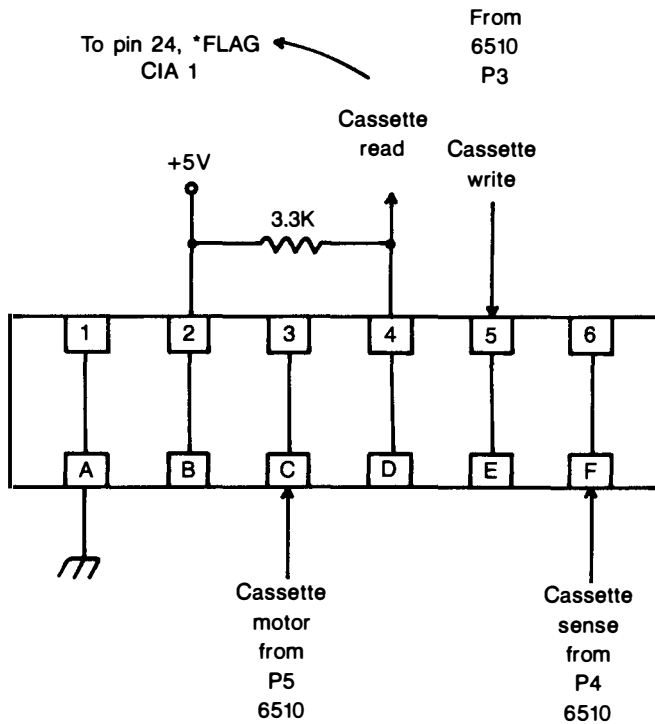 To pin 24, *FLAG
CIA 1
From
6510
P3
Cassette
read
Cassette
write
+5V
3.3K
1
2
3
4
5
6
A
B
C
D
E
F
Cassette
motor
from
P5
6510
Cassette
sense
from
P4
6510